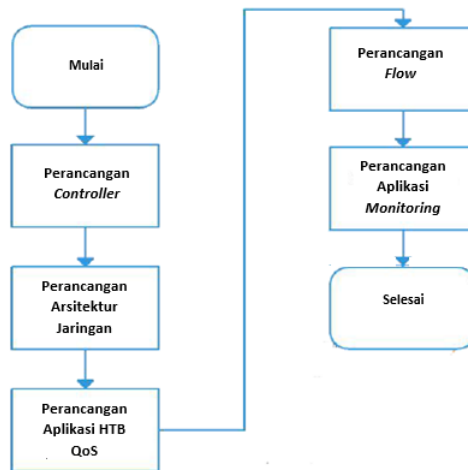 Mulai
Perancangan
Controller
Perancangan
Arsitektur
Jaringan
Perancangan
Aplikasi HTB
QoS
Perancangan
Flow
Perancangan
Aplikasi
Monitoring
Selesai